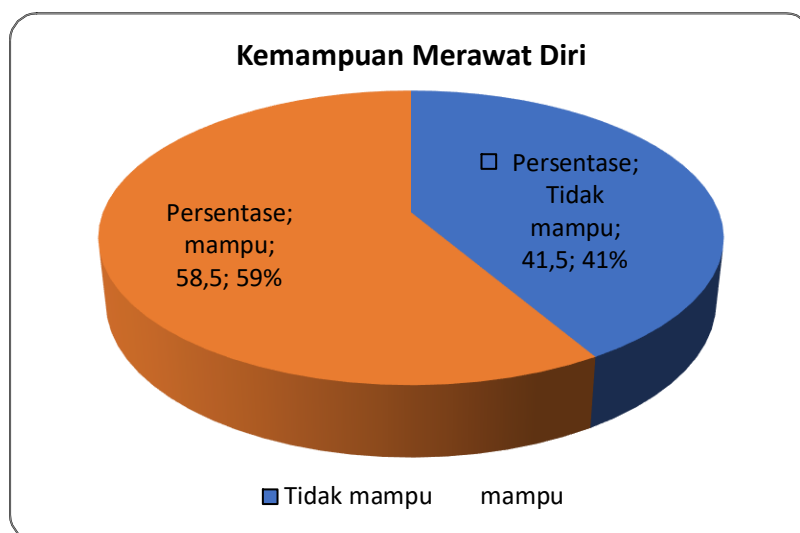 Kemampuan Merawat Diri
Persentase;
mampu;
58,5; 59%
Persentase;
Tidak
mampu;
41,5; 41%
Tidak mampu mampu